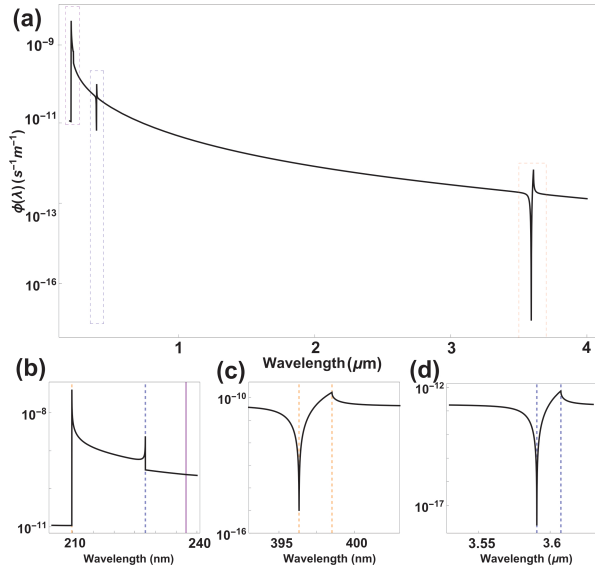 (a)
10⁻⁹
10⁻¹¹
10⁻¹³
10⁻¹⁶
ϕ(λ) (s⁻¹m⁻¹)
1
2
3
4
Wavelength (μm)
(b)
10⁻⁸
10⁻¹¹
210
240
Wavelength (nm)
(c)
10⁻¹⁰
10⁻¹⁶
395
400
Wavelength (nm)
(d)
10⁻¹²
10⁻¹⁷
3.55
3.6
Wavelength (μm)